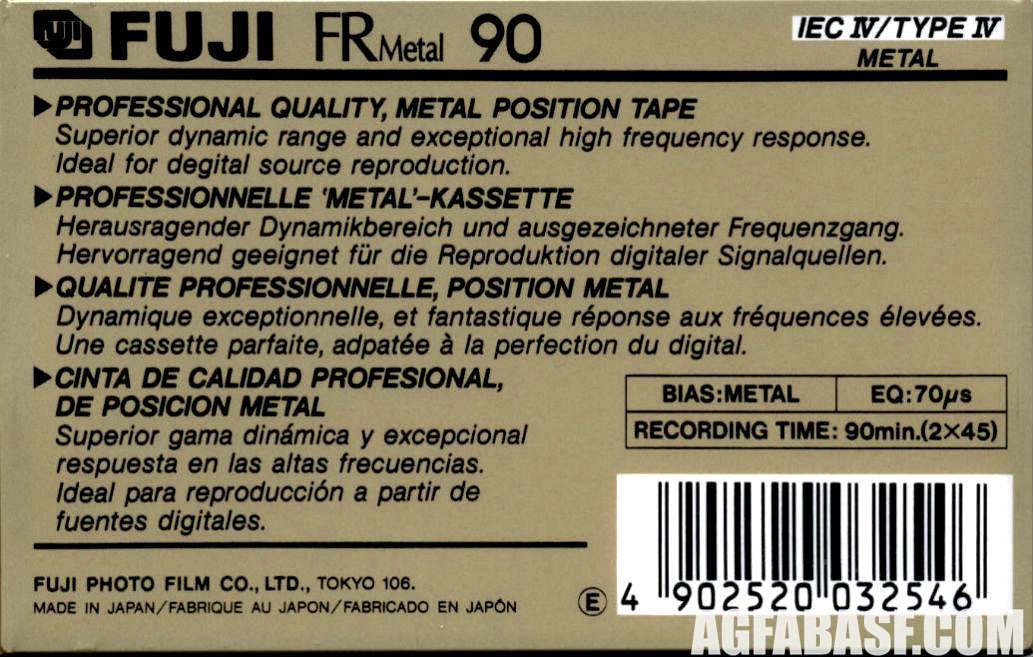 FUJI FR Metal 90
IEC IV/TYPE IV
METAL
▶PROFESSIONAL QUALITY, METAL POSITION TAPE
Superior dynamic range and exceptional high frequency response.
Ideal for degital source reproduction.
▶PROFESSIONNELLE 'METAL'-KASSETTE
Herausragender Dynamikbereich und ausgezeichneter Frequenzgang.
Hervorragend geeignet für die Reproduktion digitaler Signalquellen.
▶QUALITE PROFESSIONNELLE, POSITION METAL
Dynamique exceptionnelle, et fantastique réponse aux fréquences élevées.
Une cassette parfaite, adpatée à la perfection du digital.
▶CINTA DE CALIDAD PROFESIONAL,
DE POSICION METAL
Superior gama dinámica y excepcional
respuesta en las altas frecuencias.
Ideal para reproducción a partir de
fuentes digitales.
BIAS:METAL EQ:70μs
RECORDING TIME: 90min.(2×45)
FUJI PHOTO FILM CO., LTD., TOKYO 106.
MADE IN JAPAN/FABRIQUE AU JAPON/FABRICADO EN JAPÓN
E 4 902520 032546
AGFABASF.COM